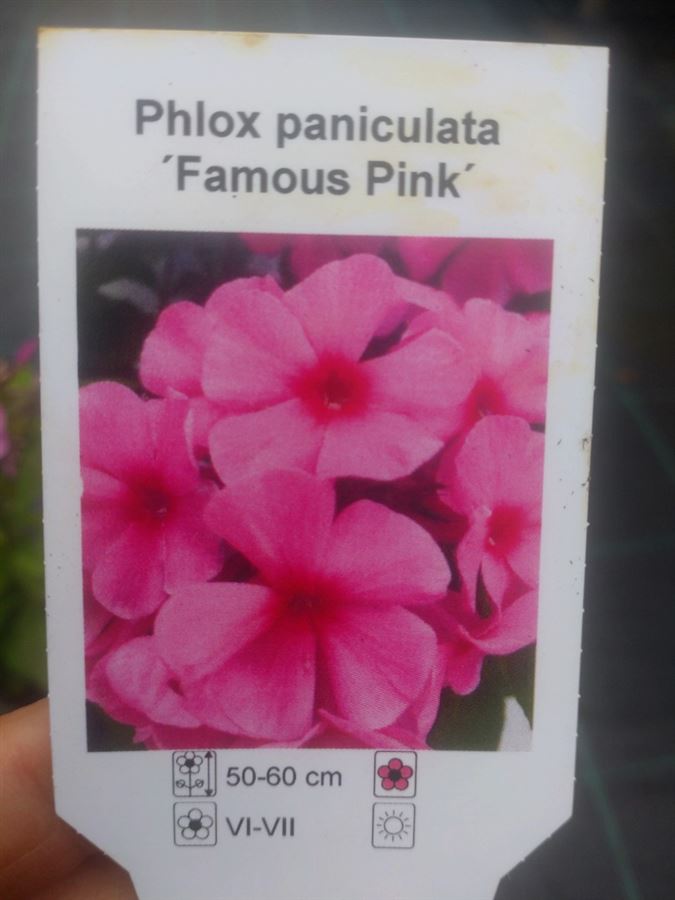 Phlox paniculata
´Famous Pink´
50-60 cm
VI-VII